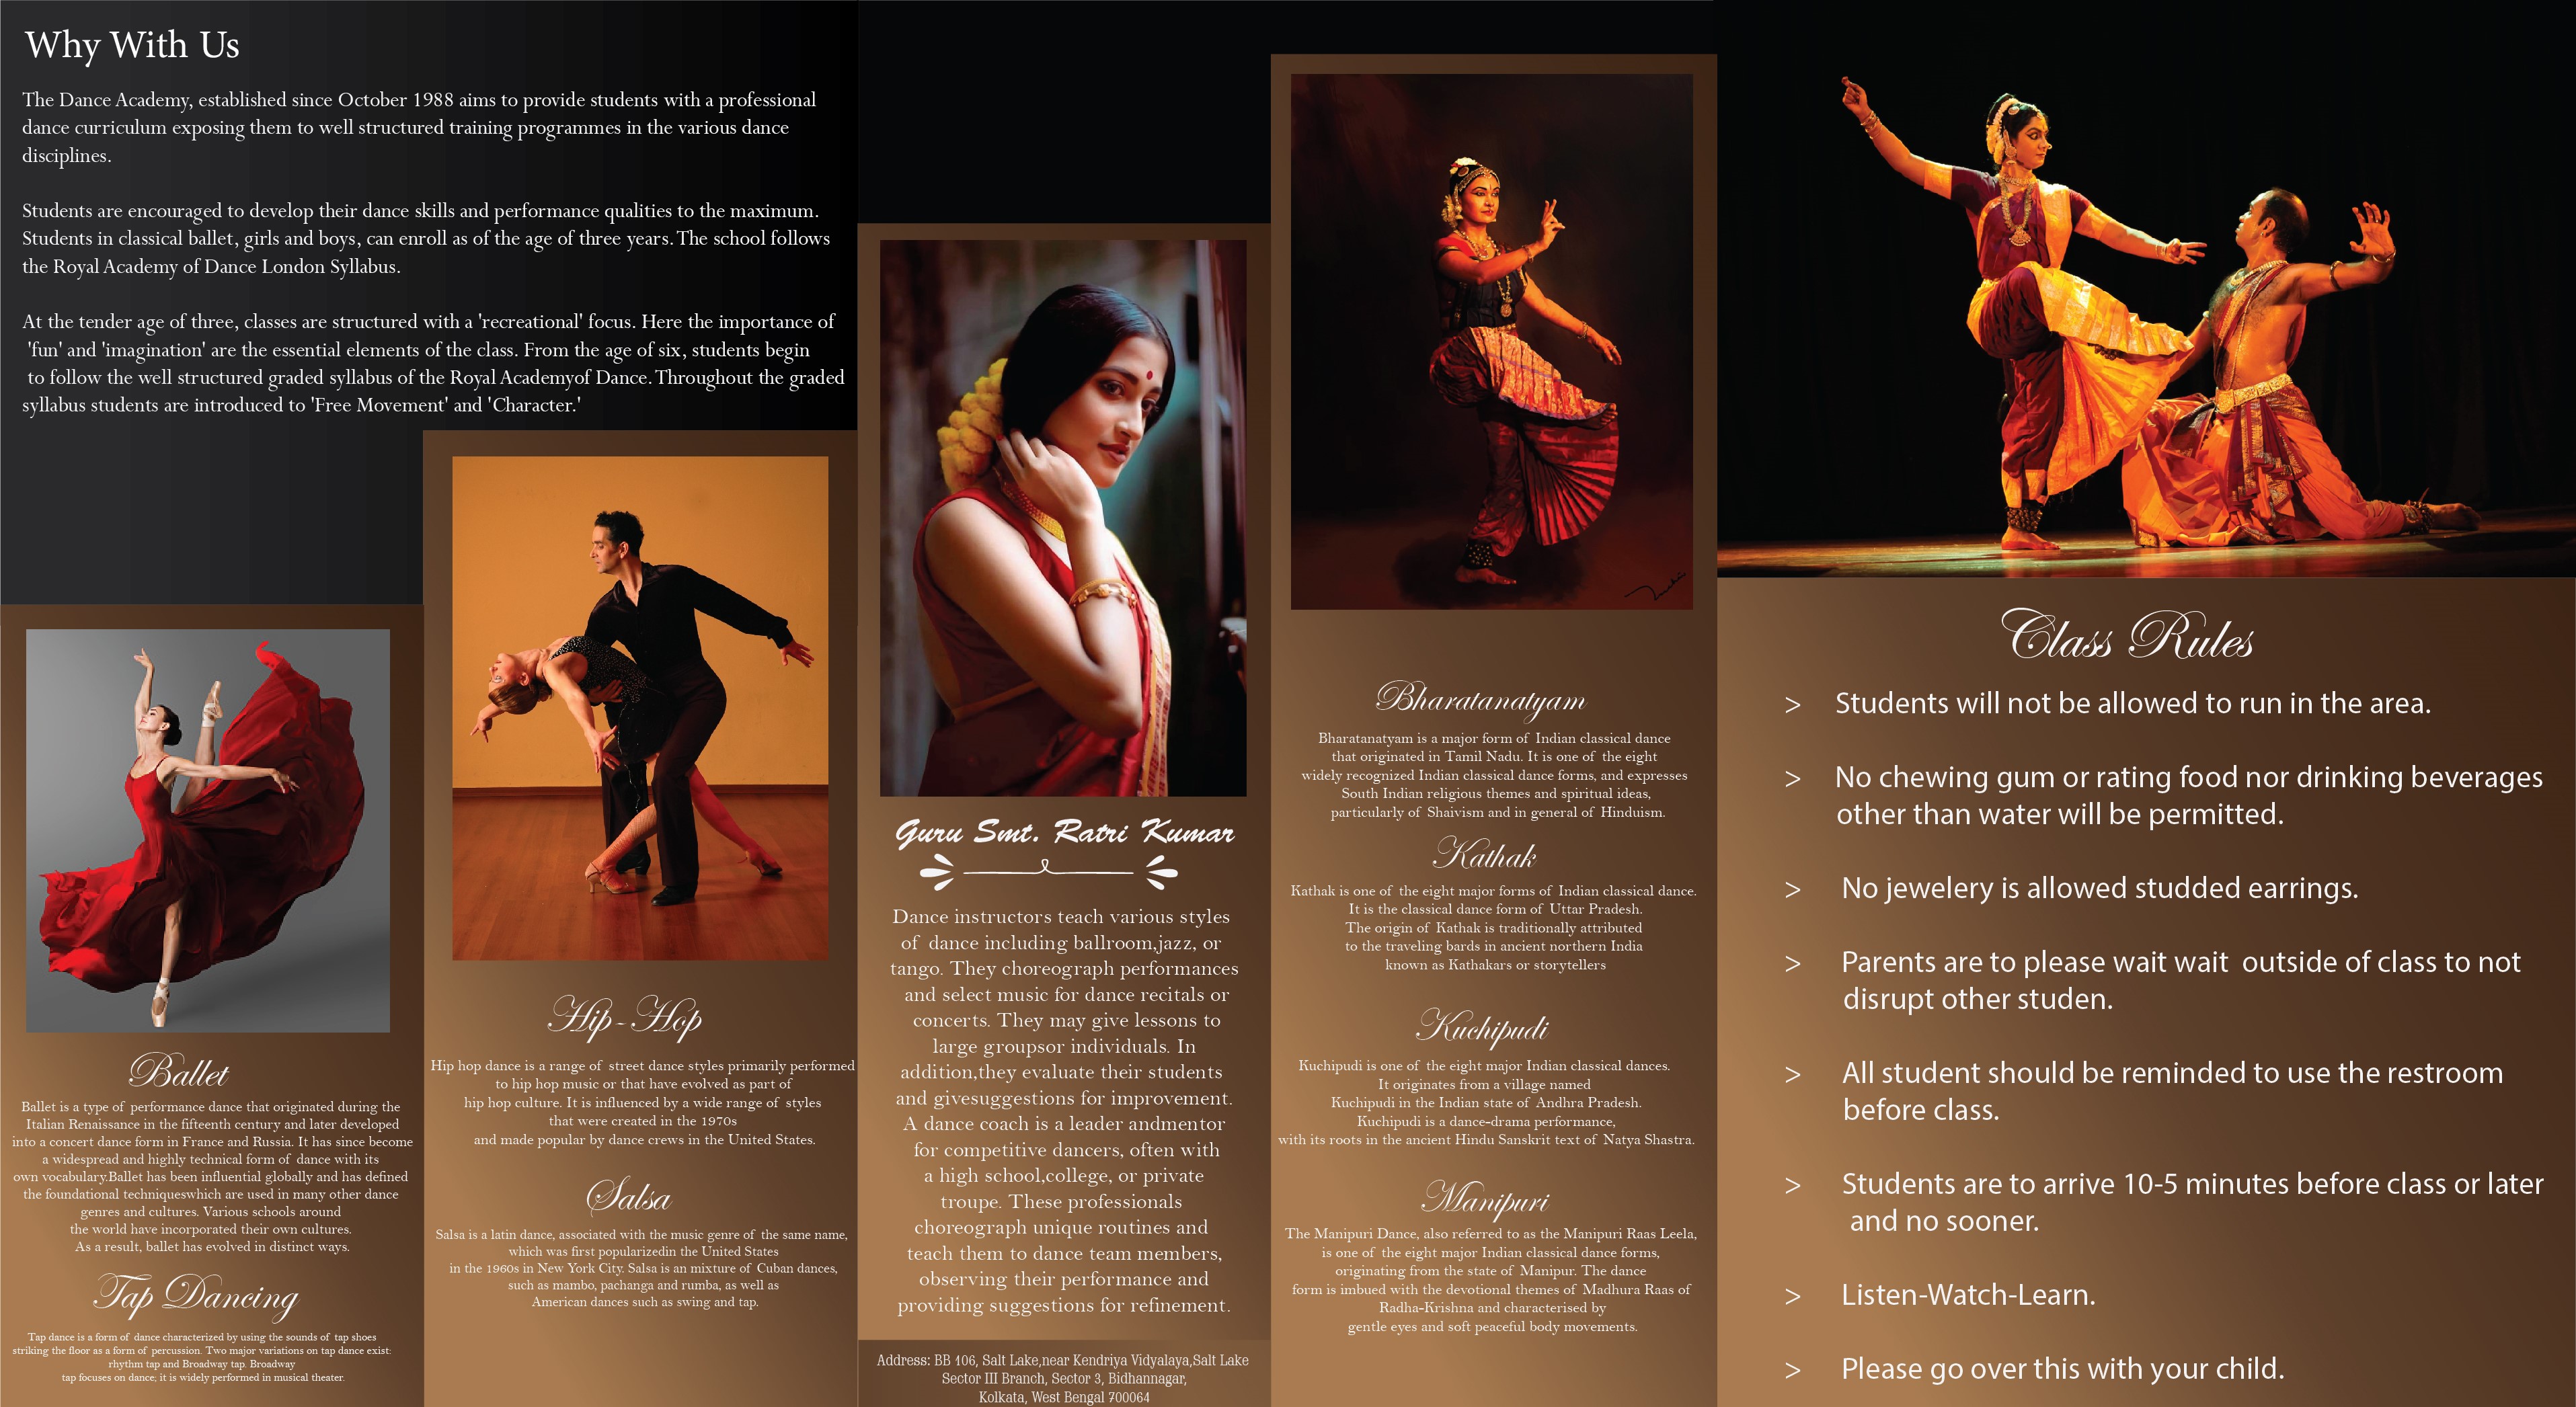 Why With Us
The Dance Academy, established since October 1988 aims to provide students with a professional
dance curriculum exposing them to well structured training programmes in the various dance
disciplines.
Students are encouraged to develop their dance skills and performance qualities to the maximum.
Students in classical ballet, girls and boys, can enroll as of the age of three years. The school follows
the Royal Academy of Dance London Syllabus.
At the tender age of three, classes are structured with a 'recreational' focus. Here the importance of
'fun' and 'imagination' are the essential elements of the class. From the age of six, students begin
to follow the well structured graded syllabus of the Royal Academyof Dance. Throughout the graded
syllabus students are introduced to 'Free Movement' and 'Character.'
Ballet
Ballet is a type of performance dance that originated during the
Italian Renaissance in the fifteenth century and later developed
into a concert dance form in France and Russia. It has since become
a widespread and highly technical form of dance with its
own vocabulary.Ballet has been influential globally and has defined
the foundational techniqueswhich are used in many other dance
genres and cultures. Various schools around
the world have incorporated their own cultures.
As a result, ballet has evolved in distinct ways.
Tap Dancing
Tap dance is a form of dance characterized by using the sounds of tap shoes
striking the floor as a form of percussion. Two major variations on tap dance exist:
rhythm tap and Broadway tap. Broadway
tap focuses on dance; it is widely performed in musical theater.
Hip-Hop
Hip hop dance is a range of street dance styles primarily performed
to hip hop music or that have evolved as part of
hip hop culture. It is influenced by a wide range of styles
that were created in the 1970s
and made popular by dance crews in the United States.
Salsa
Salsa is a latin dance, associated with the music genre of the same name,
which was first popularizedin the United States
in the 1960s in New York City. Salsa is an mixture of Cuban dances,
such as mambo, pachanga and rumba, as well as
American dances such as swing and tap.
Guru Smt. Ratri Kumar
Dance instructors teach various styles
of dance including ballroom,jazz, or
tango. They choreograph performances
and select music for dance recitals or
concerts. They may give lessons to
large groupsor individuals. In
addition,they evaluate their students
and givesuggestions for improvement.
A dance coach is a leader andmentor
for competitive dancers, often with
a high school,college, or private
troupe. These professionals
choreograph unique routines and
teach them to dance team members,
observing their performance and
providing suggestions for refinement.
Address: BB 106, Salt Lake,near Kendriya Vidyalaya,Salt Lake
Sector III Branch, Sector 3, Bidhannagar,
Kolkata, West Bengal 700064
Bharatanatyam
Bharatanatyam is a major form of Indian classical dance
that originated in Tamil Nadu. It is one of the eight
widely recognized Indian classical dance forms, and expresses
South Indian religious themes and spiritual ideas,
particularly of Shaivism and in general of Hinduism.
Kathak
Kathak is one of the eight major forms of Indian classical dance.
It is the classical dance form of Uttar Pradesh.
The origin of Kathak is traditionally attributed
to the traveling bards in ancient northern India
known as Kathakars or storytellers
Kuchipudi
Kuchipudi is one of the eight major Indian classical dances.
It originates from a village named
Kuchipudi in the Indian state of Andhra Pradesh.
Kuchipudi is a dance-drama performance,
with its roots in the ancient Hindu Sanskrit text of Natya Shastra.
Manipuri
The Manipuri Dance, also referred to as the Manipuri Raas Leela,
is one of the eight major Indian classical dance forms,
originating from the state of Manipur. The dance
form is imbued with the devotional themes of Madhura Raas of
Radha-Krishna and characterised by
gentle eyes and soft peaceful body movements.
Class Rules
> Students will not be allowed to run in the area.
> No chewing gum or rating food nor drinking beverages
other than water will be permitted.
> No jewelery is allowed studded earrings.
> Parents are to please wait wait outside of class to not
disrupt other studen.
> All student should be reminded to use the restroom
before class.
> Students are to arrive 10-5 minutes before class or later
and no sooner.
> Listen-Watch-Learn.
> Please go over this with your child.